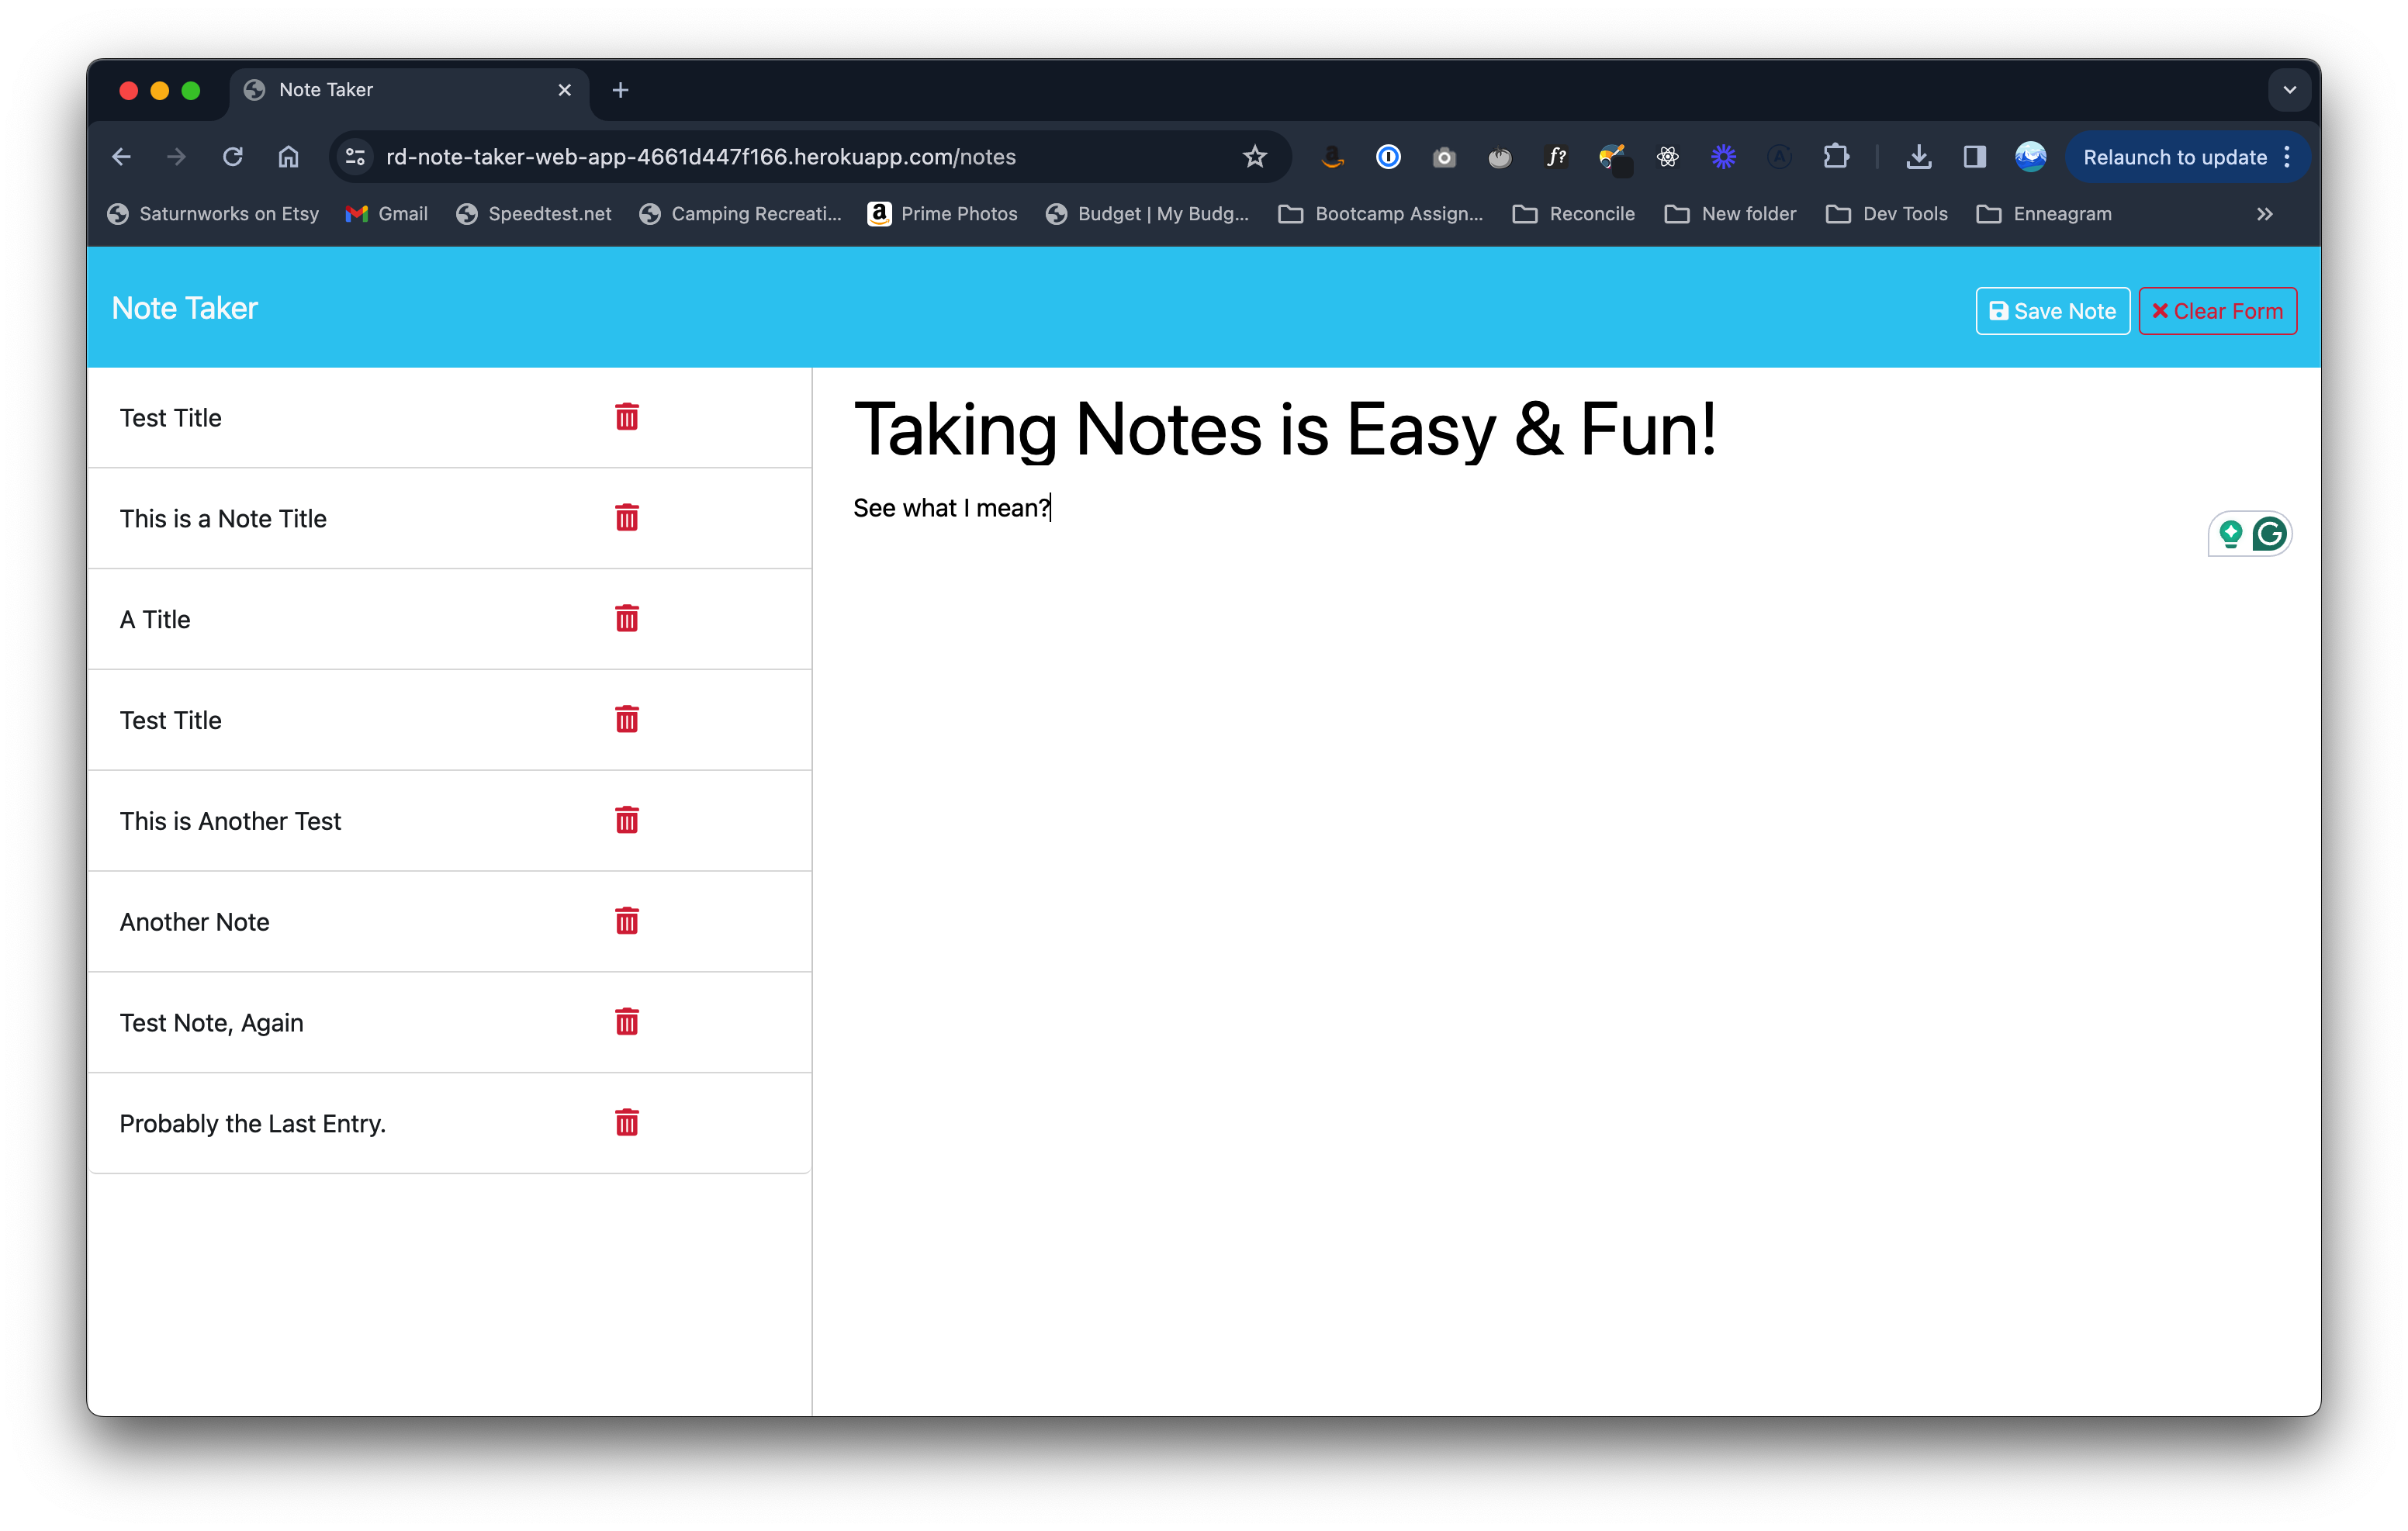 Note Taker
rd-note-taker-web-app-4661d447f166.herokuapp.com/notes
f?
A
Relaunch to update
Saturnworks on Etsy
Gmail
Speedtest.net
Camping Recreati...
a
Prime Photos
Budget | My Budg...
Bootcamp Assign...
Reconcile
New folder
Dev Tools
Enneagram
Note Taker
Save Note
Clear Form
Test Title
This is a Note Title
A Title
Test Title
This is Another Test
Another Note
Test Note, Again
Probably the Last Entry.
Taking Notes is Easy & Fun!
See what I mean?